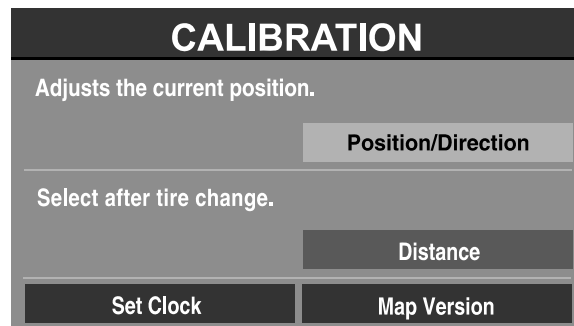 CALIBRATION
Adjusts the current position.
Position/Direction
Select after tire change.
Distance
Set Clock
Map Version